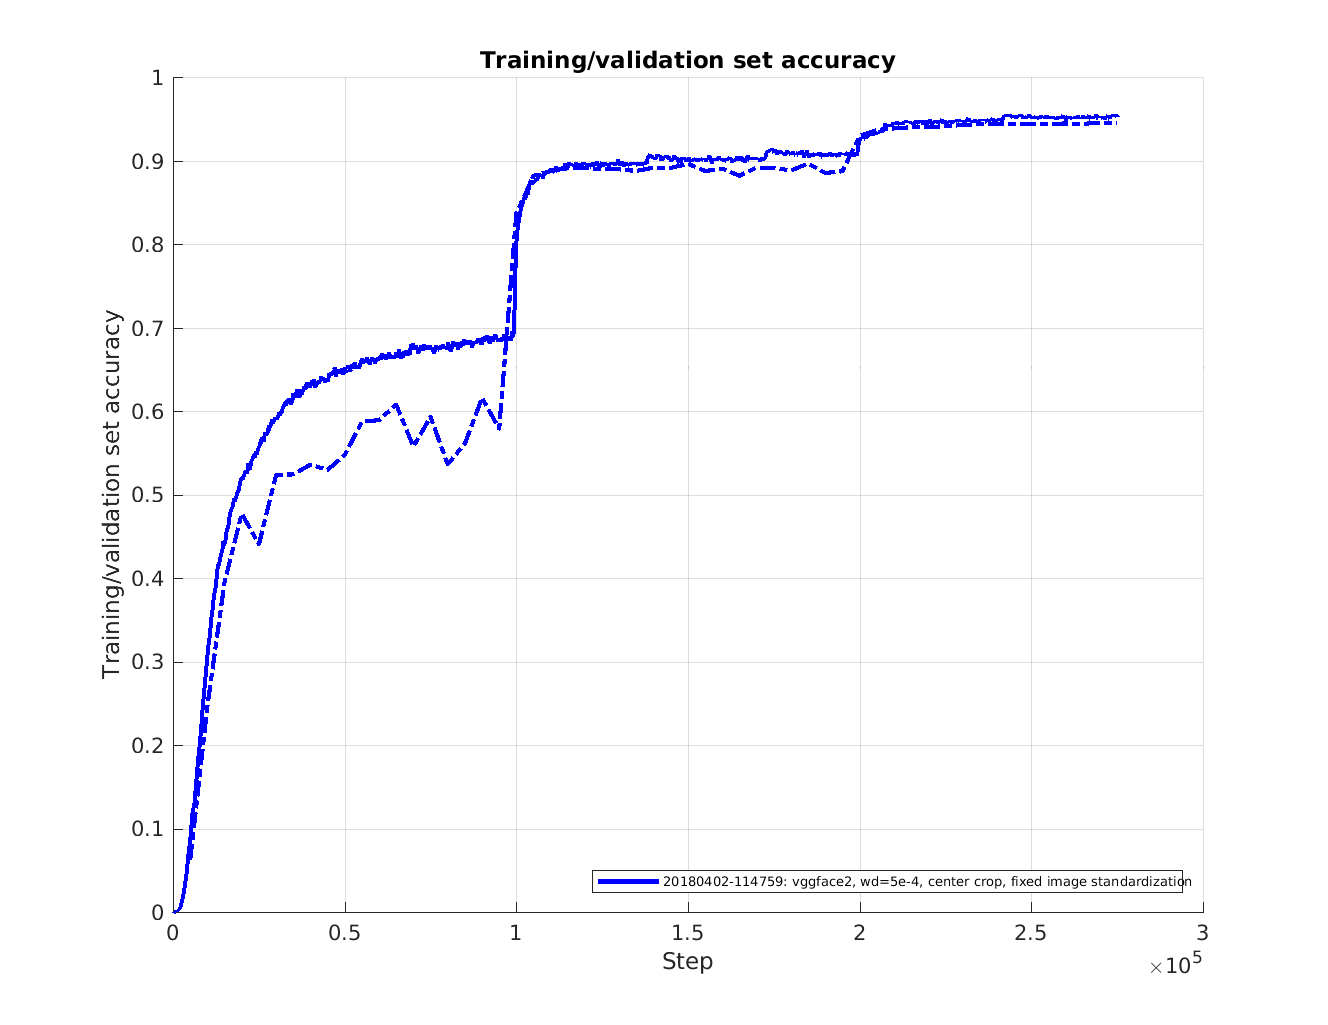 Training/validation set accuracy
1
0.9
0.8
0.7
0.6
0.5
0.4
0.3
0.2
0.1
0
Training/validation set accuracy
20180402-114759: vggface2, wd=5e-4, center crop, fixed image standardization
0 0.5 1 1.5 2 2.5 3
Step
×10⁵